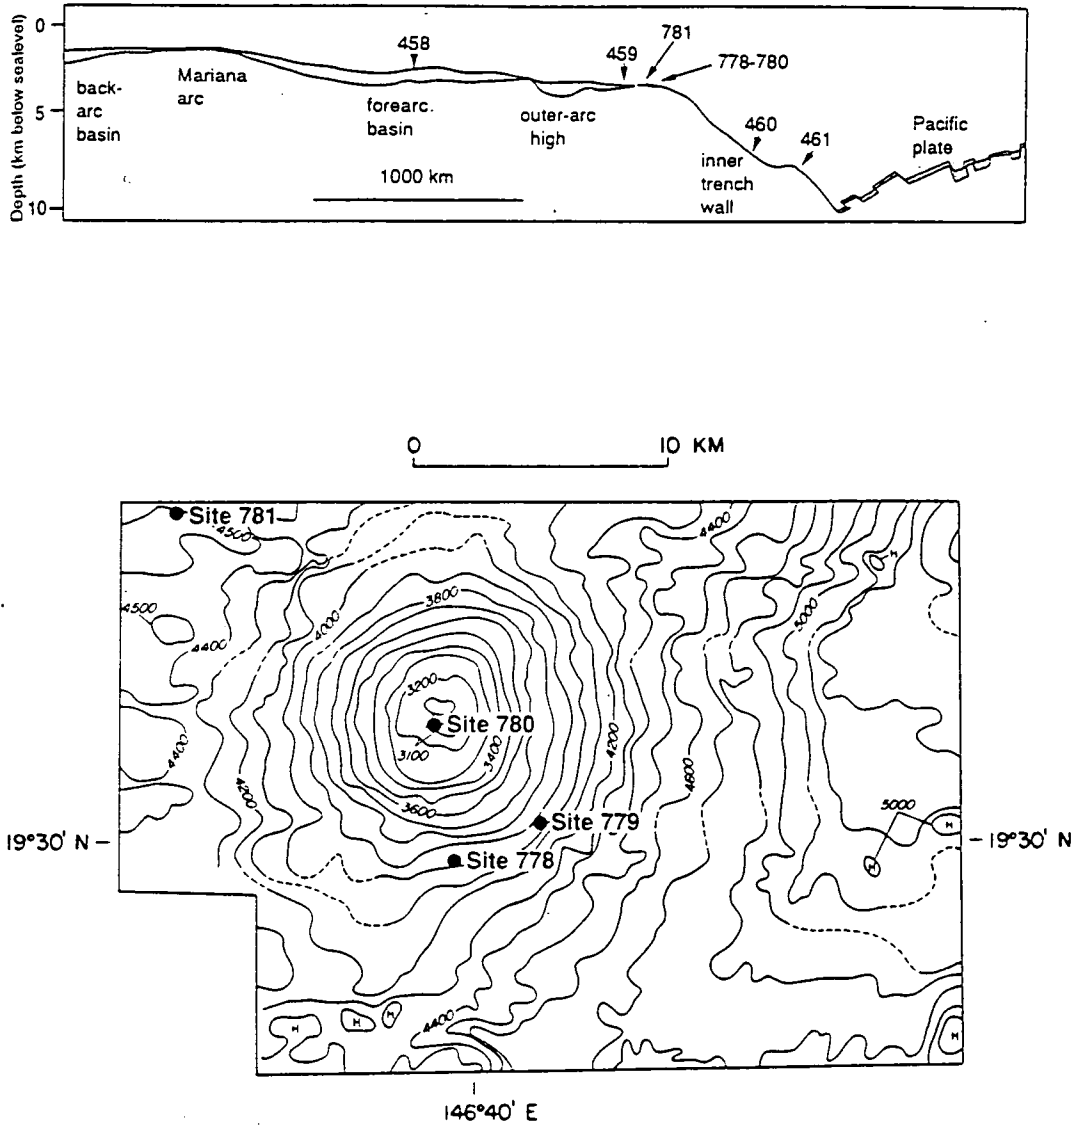 Depth (km below sealevel)
0
5
10
back-
arc
basin
Mariana
arc
458
forearc.
basin
1000 km
outer-arc
high
459
781
778-780
460
461
inner
trench
wall
Pacific
plate
0 10 KM
Site 781
4500
4400
H
4500
4400
4000
3800
5000
3200
Site 780
3100
3400
4400
4200
4200
4600
3600
5000
H
Site 779
19°30' N
19°30' N
Site 778
H
H
H
H
4400
H
146°40' E